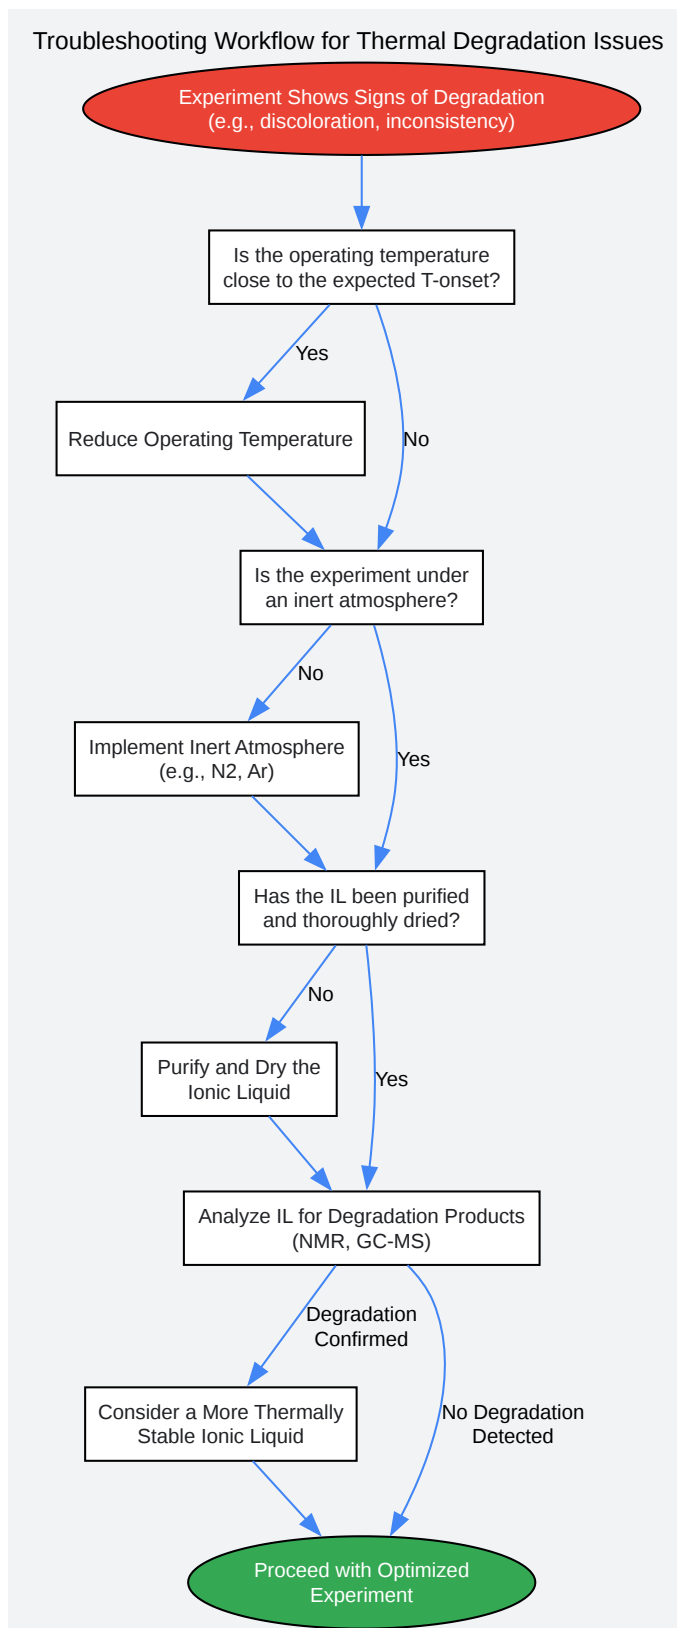 Troubleshooting Workflow for Thermal Degradation Issues
Experiment Shows Signs of Degradation
(e.g., discoloration, inconsistency)
Is the operating temperature
close to the expected T-onset?
Yes
Reduce Operating Temperature
No
Is the experiment under
an inert atmosphere?
No
Implement Inert Atmosphere
(e.g., N2, Ar)
Yes
Has the IL been purified
and thoroughly dried?
No
Purify and Dry the
Ionic Liquid
Yes
Analyze IL for Degradation Products
(NMR, GC-MS)
Degradation
Confirmed
Consider a More Thermally
Stable Ionic Liquid
No Degradation
Detected
Proceed with Optimized
Experiment